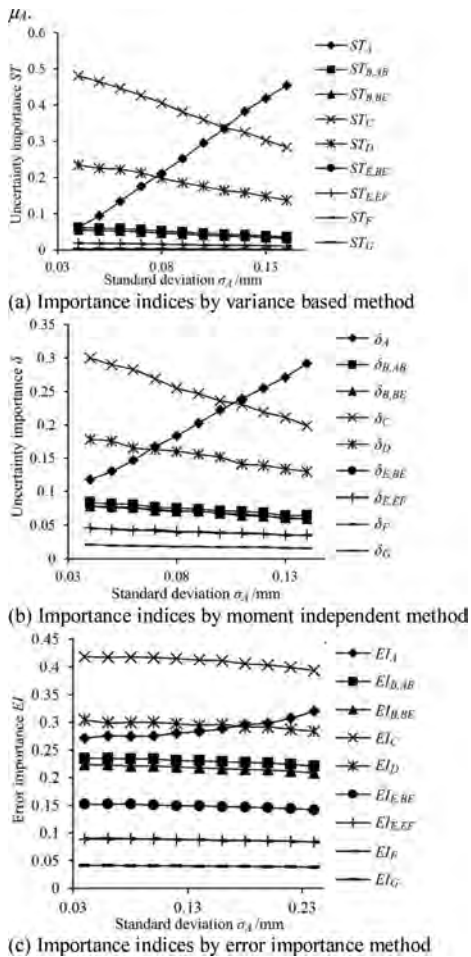 μA.
0.6
0.5
0.4
0.3
0.2
0.1
0
0.03
0.08
0.13
Uncertainty importance ST
Standard deviation σA /mm
STA
STB,AB
STB,BE
STC
STD
STE,BE
STE,EF
STF
STG
(a) Importance indices by variance based method
0.35
0.3
0.25
0.2
0.15
0.1
0.05
0
0.03
0.08
0.13
Uncertainty importance δ
Standard deviation σA /mm
δA
δB,AB
δB,BE
δC
δD
δE,BE
δE,EF
δF
δG
(b) Importance indices by moment independent method
0.45
0.4
0.35
0.3
0.25
0.2
0.15
0.1
0.05
0
0.03
0.13
0.23
Error importance EI
Standard deviation σA /mm
EIA
EIB,AB
EIB,BE
EIC
EID
EIE,BE
EIE,EF
EIF
EIG
(c) Importance indices by error importance method